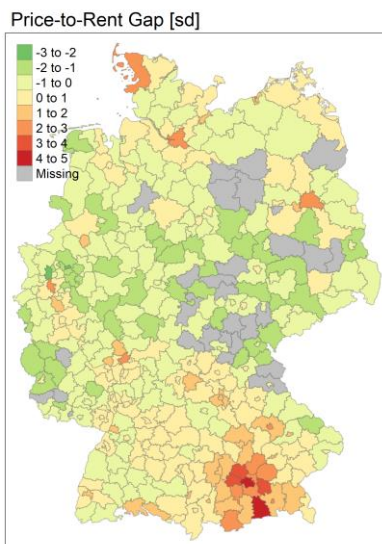 Price-to-Rent Gap [sd]
-3 to -2
-2 to -1
-1 to 0
0 to 1
1 to 2
2 to 3
3 to 4
4 to 5
Missing